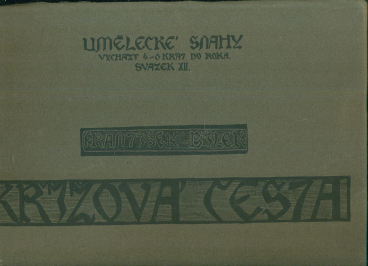 UMĚLECKÉ SNAHY
VYCHÁZÍ 4-6 KRÁT DO ROKA.
SVAZEK XII.
FRANTIŠEK BÍLEK
KŘÍŽOVÁ CESTA